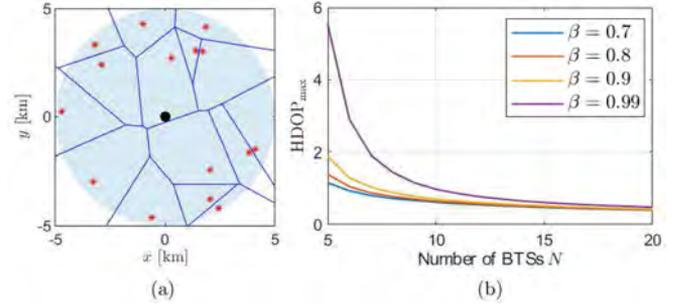 5
0
-5
-5
0
5
y [km]
x [km]
(a)
6
4
2
0
5
10
15
20
HDOPmax
Number of BTSs N
β = 0.7
β = 0.8
β = 0.9
β = 0.99
(b)